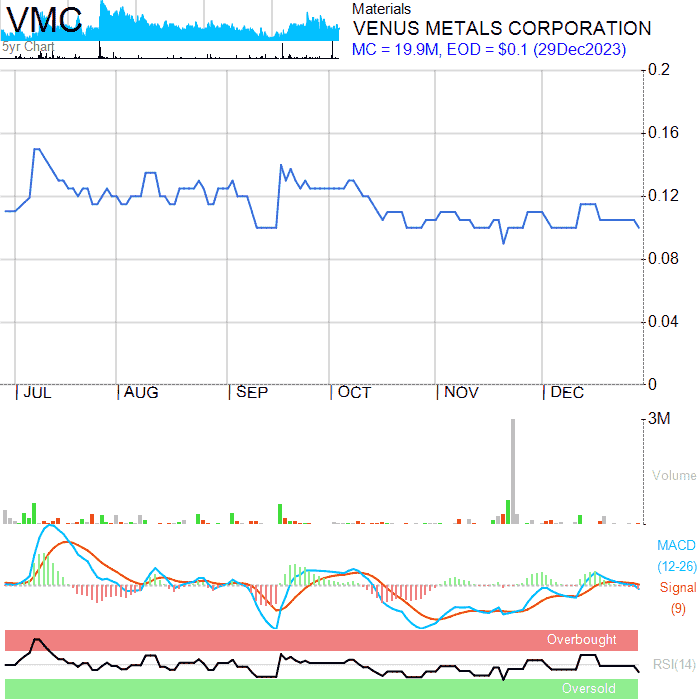 VMC
5yr Chart
Materials
VENUS METALS CORPORATION
MC = 19.9M, EOD = $0.1 (29Dec2023)
0.2
0.16
0.12
0.08
0.04
0
JUL AUG SEP OCT NOV DEC
3M
Volume
MACD
(12-26)
Signal
(9)
Overbought
RSI(14)
Oversold